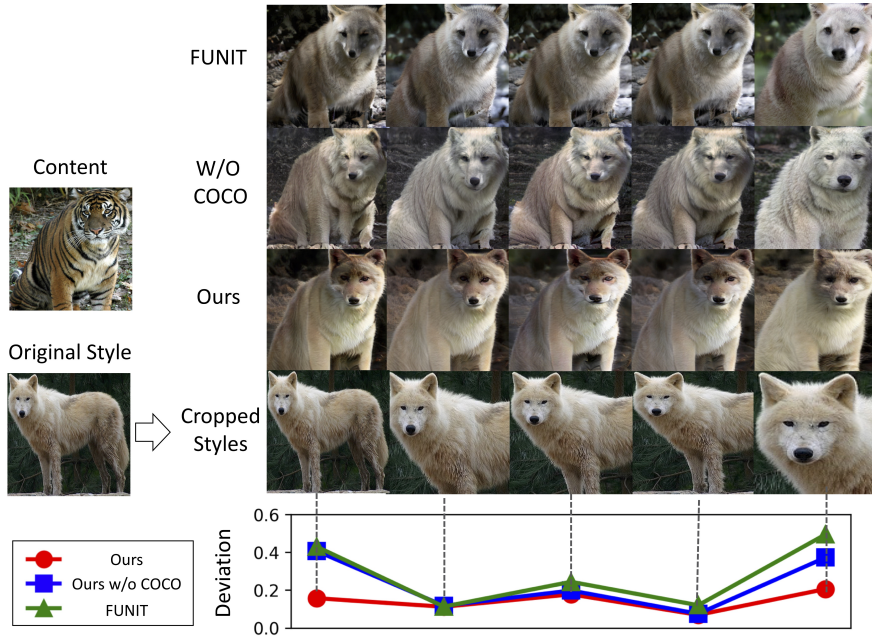 FUNIT
W/O
COCO
Content
Ours
Original Style
Cropped
Styles
Ours
Ours w/o COCO
FUNIT
Deviation
0.6
0.4
0.2
0.0